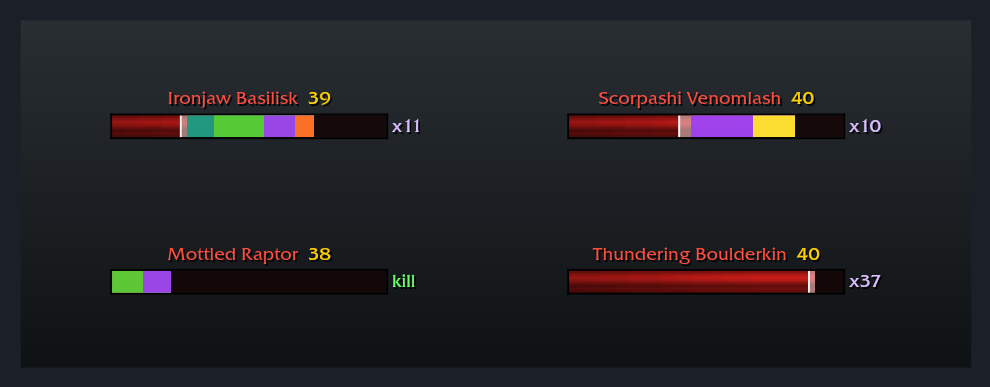 Ironjaw Basilisk 39
x11
Scorpashi Venomlash 40
x10
Mottled Raptor 38
kill
Thundering Boulderkin 40
x37